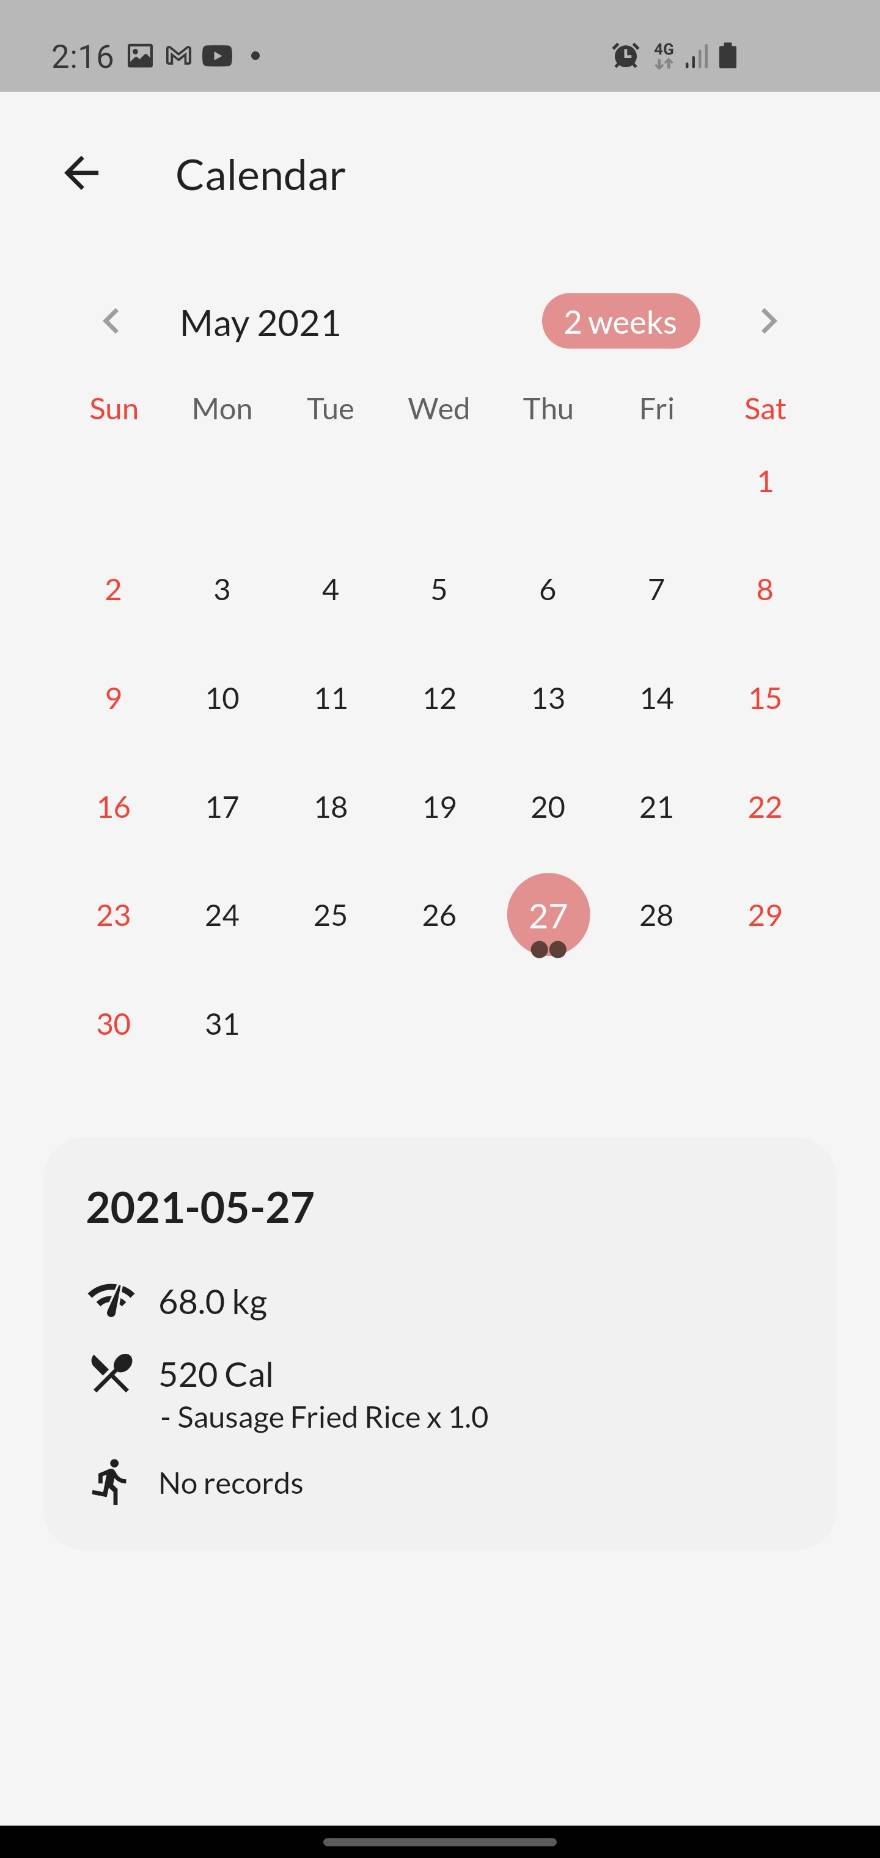 2:16 4G
Calendar
May 2021 2 weeks
Sun Mon Tue Wed Thu Fri Sat
1
2 3 4 5 6 7 8
9 10 11 12 13 14 15
16 17 18 19 20 21 22
23 24 25 26 27 28 29
30 31
2021-05-27
68.0 kg
520 Cal
- Sausage Fried Rice x 1.0
No records